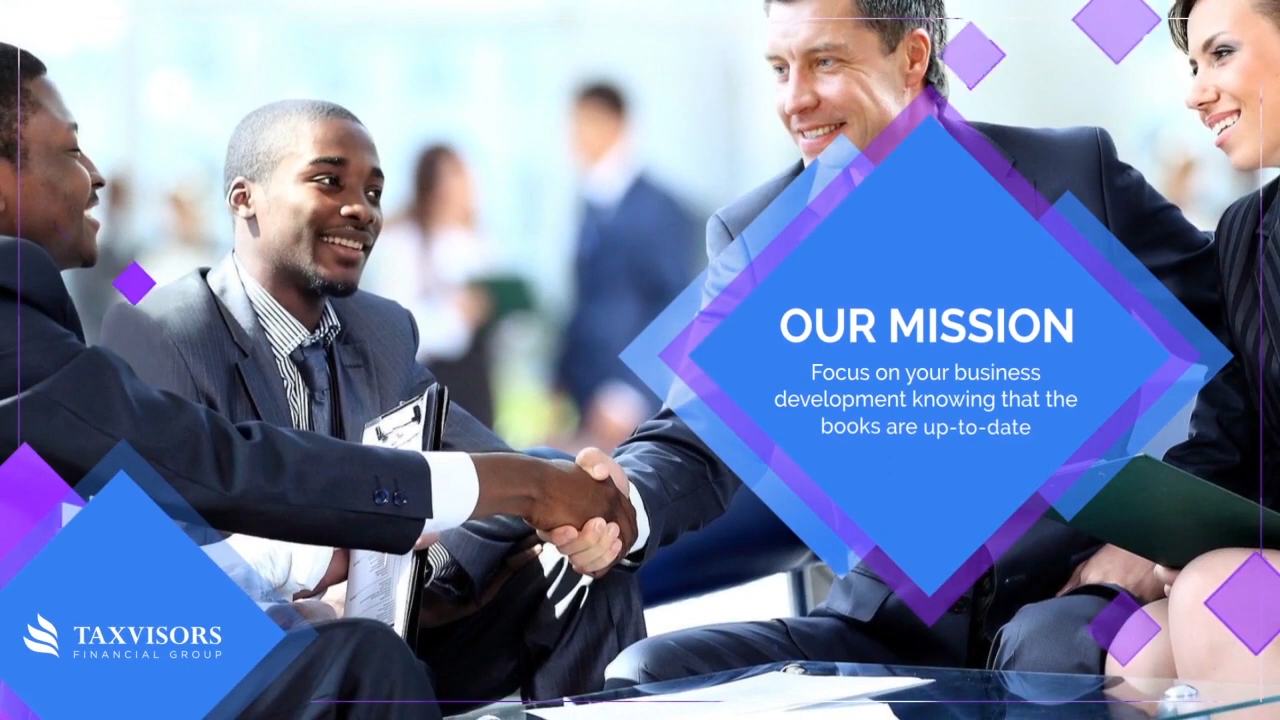 OUR MISSION
Focus on your business
development knowing that the
books are up-to-date
TAXVISORS
FINANCIAL GROUP